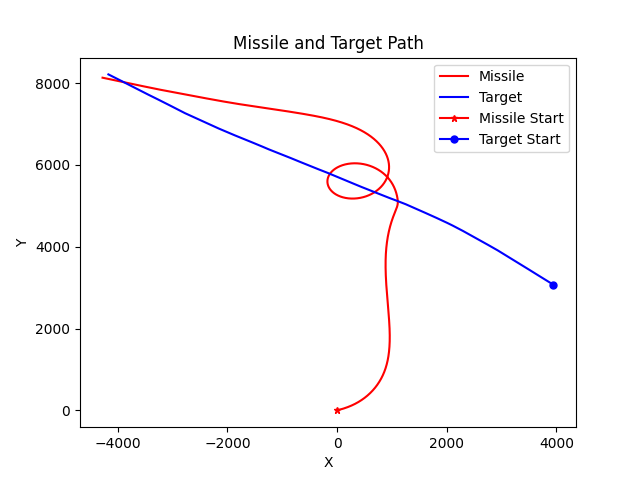 Missile and Target Path
Missile
Target
Missile Start
Target Start
Y
8000
6000
4000
2000
0
−4000
−2000
0
2000
4000
X